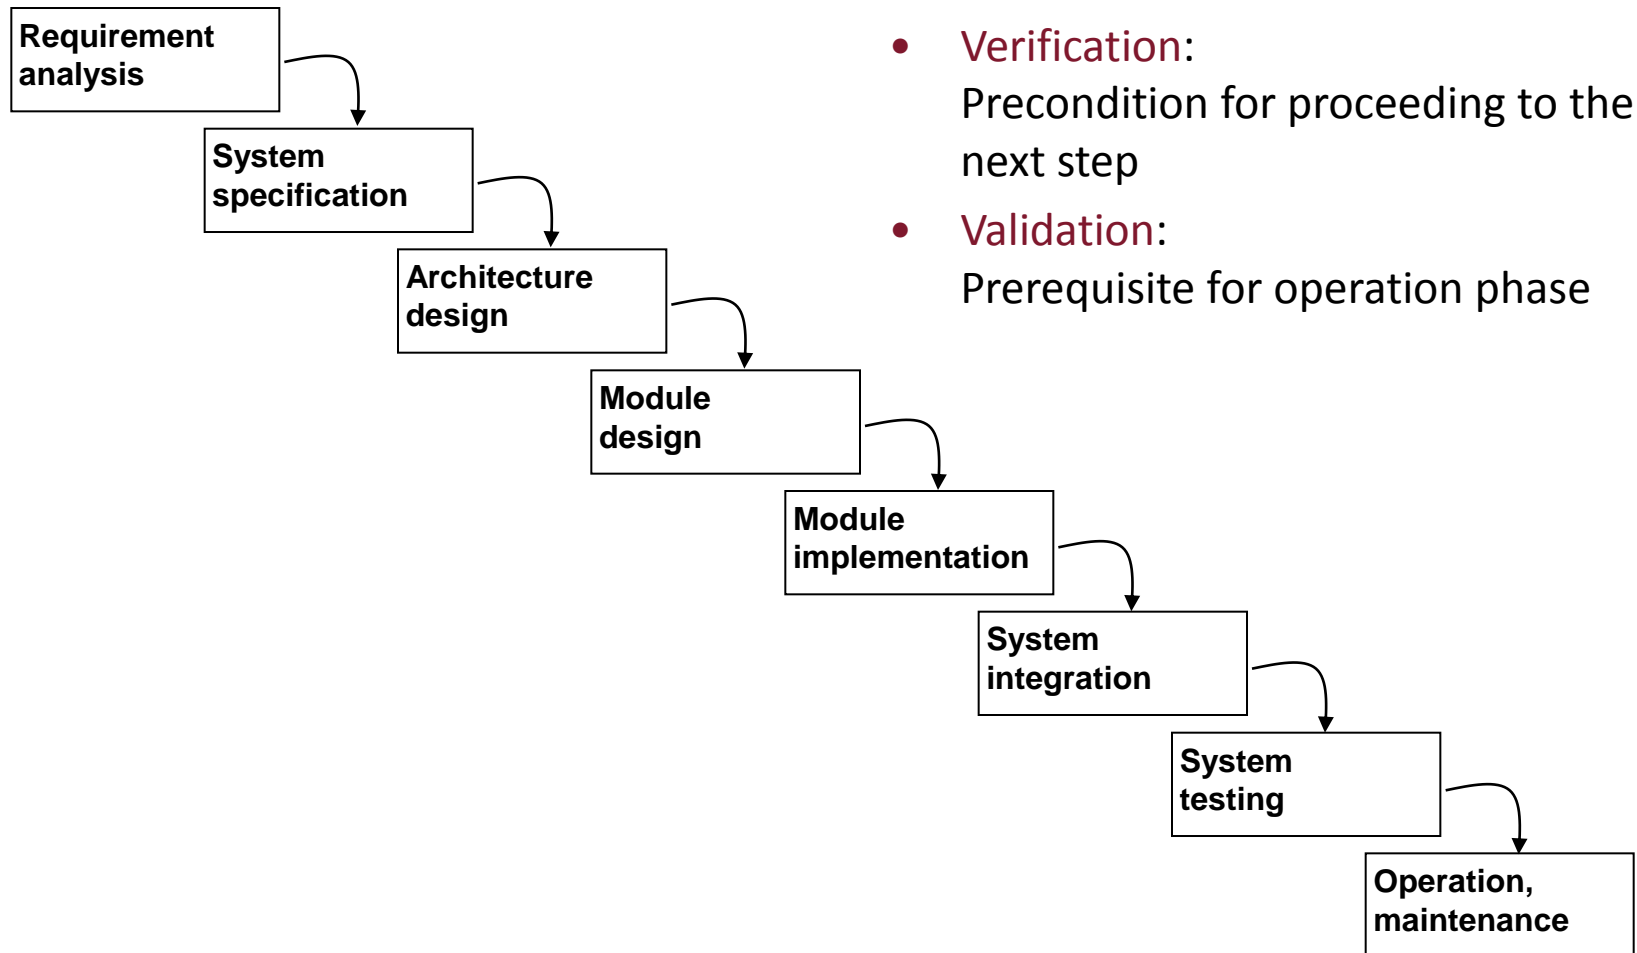 Requirement
analysis
System
specification
Architecture
design
Module
design
Module
implementation
System
integration
System
testing
Operation,
maintenance
• Verification:
Precondition for proceeding to the
next step
• Validation:
Prerequisite for operation phase